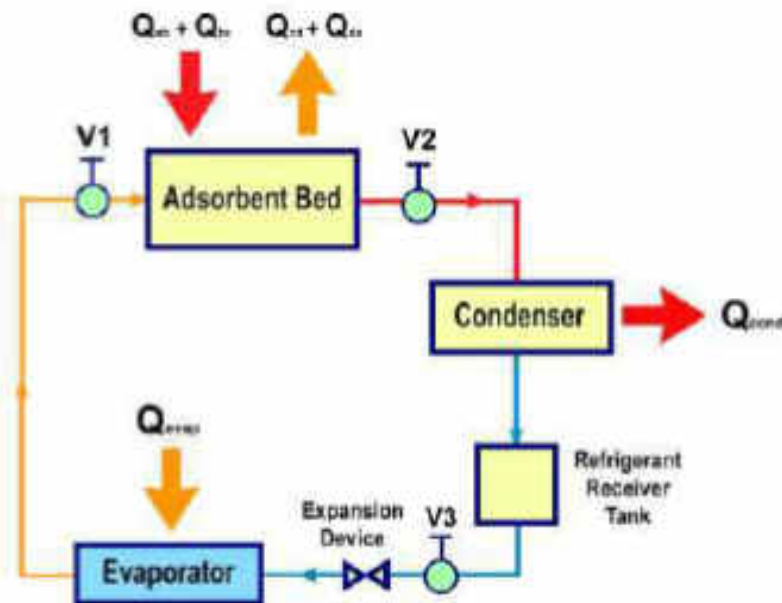 V1
Adsorbent Bed
V2
Condenser
Q
Refrigerant
Receiver
Tank
Expansion
Device
V3
Evaporator